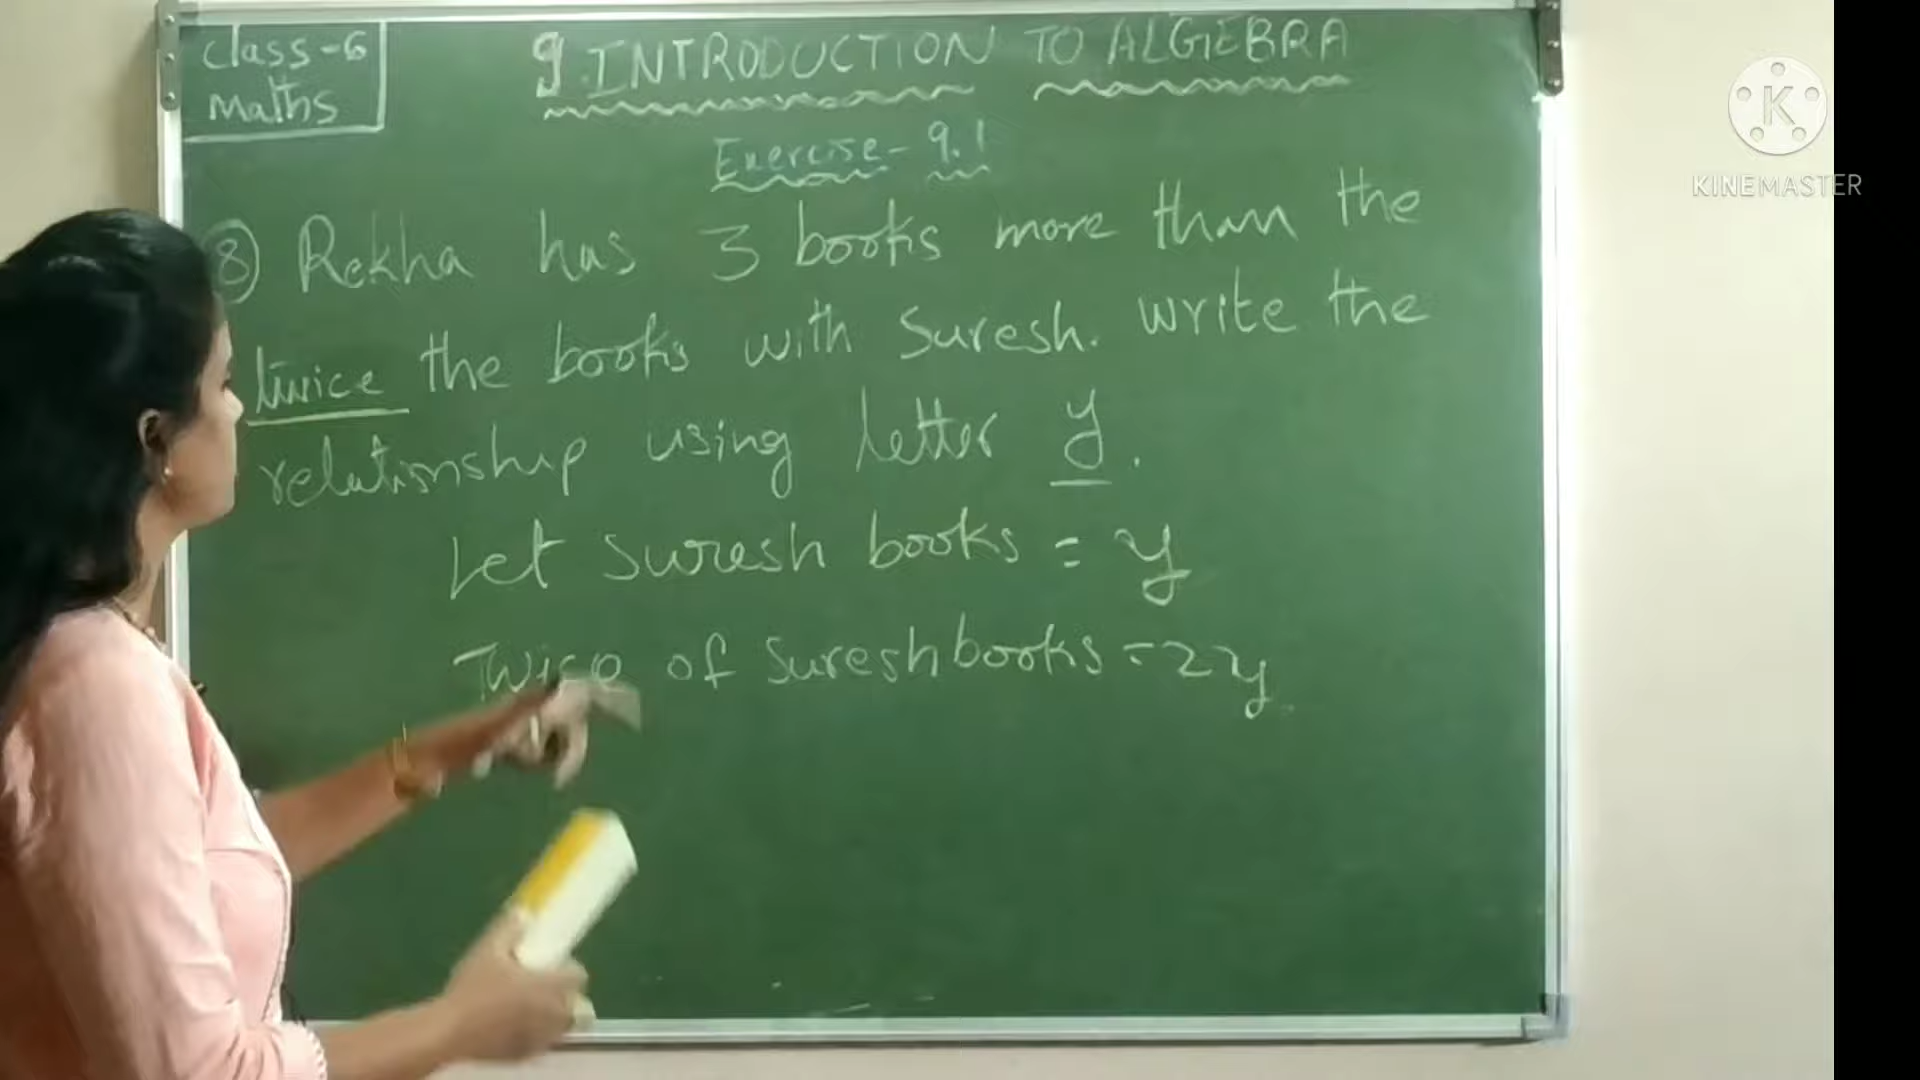 Class-6
Maths
9. INTRODUCTION TO ALGEBRA
Exercise- 9.1
8) Rekha has 3 books more than the
twice the books with Suresh. Write the
relationship using letter y.
Let Suresh books = y
Twice of Suresh books = 2y
K
KINEMASTER